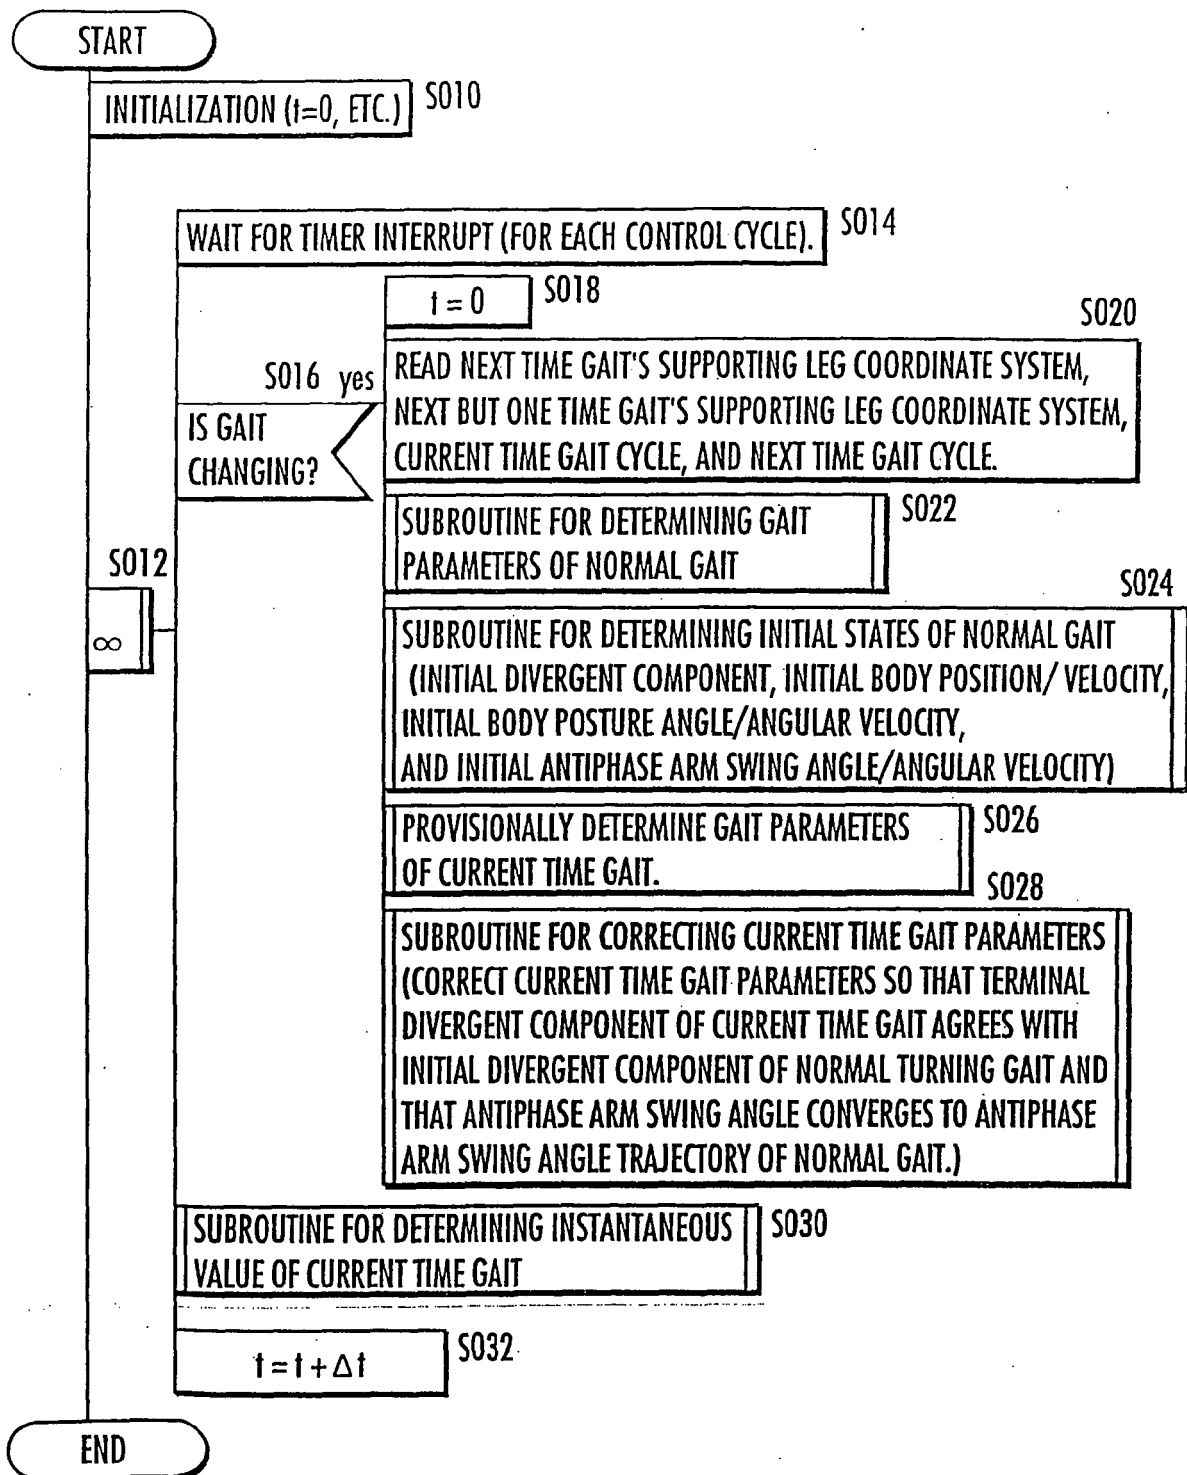 START
INITIALIZATION (t=0, ETC.)
S010
WAIT FOR TIMER INTERRUPT (FOR EACH CONTROL CYCLE).
S014
t = 0
S018
S020
READ NEXT TIME GAIT'S SUPPORTING LEG COORDINATE SYSTEM,
NEXT BUT ONE TIME GAIT'S SUPPORTING LEG COORDINATE SYSTEM,
CURRENT TIME GAIT CYCLE, AND NEXT TIME GAIT CYCLE.
S016 yes
IS GAIT
CHANGING?
SUBROUTINE FOR DETERMINING GAIT
PARAMETERS OF NORMAL GAIT
S022
S012
∞
S024
SUBROUTINE FOR DETERMINING INITIAL STATES OF NORMAL GAIT
(INITIAL DIVERGENT COMPONENT, INITIAL BODY POSITION/ VELOCITY,
INITIAL BODY POSTURE ANGLE/ANGULAR VELOCITY,
AND INITIAL ANTIPHASE ARM SWING ANGLE/ANGULAR VELOCITY)
PROVISIONALLY DETERMINE GAIT PARAMETERS
OF CURRENT TIME GAIT.
S026
S028
SUBROUTINE FOR CORRECTING CURRENT TIME GAIT PARAMETERS
(CORRECT CURRENT TIME GAIT PARAMETERS SO THAT TERMINAL
DIVERGENT COMPONENT OF CURRENT TIME GAIT AGREES WITH
INITIAL DIVERGENT COMPONENT OF NORMAL TURNING GAIT AND
THAT ANTIPHASE ARM SWING ANGLE CONVERGES TO ANTIPHASE
ARM SWING ANGLE TRAJECTORY OF NORMAL GAIT.)
SUBROUTINE FOR DETERMINING INSTANTANEOUS
VALUE OF CURRENT TIME GAIT
S030
t = t + Δt
S032
END